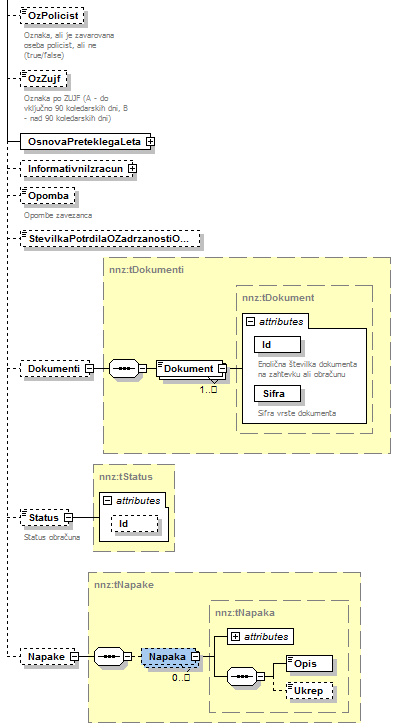 OzPolicist
Oznaka, ali je zavarovana
oseba policist, ali ne
(true/false)
OzZujf
Oznaka po ZUJF (A - do
vključno 90 koledarskih dni, B
- nad 90 koledarskih dni)
OsnovaPreteklegaLeta
InformativniIzracun
Opomba
Opombe zavezanca
StevilkaPotrdilaOZadrzanostiO...
nnz:tDokumenti
nnz:tDokument
attributes
Id
Enolična številka dokumenta
na zahtevku ali obračunu
Dokumenti
Dokument
1..
Sifra
Sifra vrste dokumenta
nnz:tStatus
attributes
Status
Id
Status obračuna
nnz:tNapake
nnz:tNapaka
attributes
Napake
Napaka
0..
Opis
Ukrep